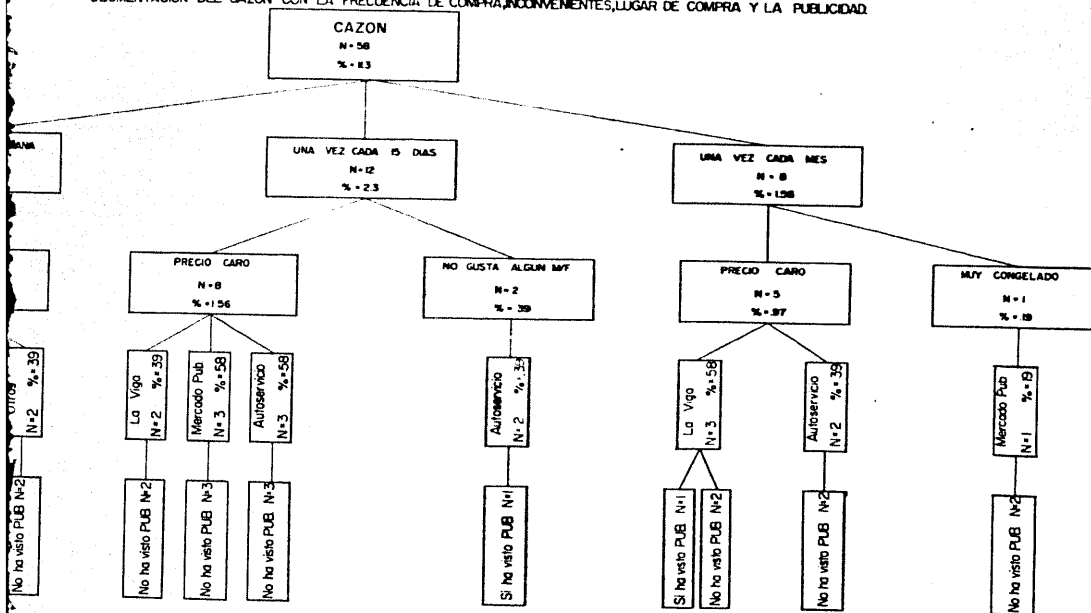 SEGMENTACION DEL CAZON CON LA FRECUENCIA DE COMPRA,INCONVENIENTES,LUGAR DE COMPRA Y LA PUBLICIDAD.
CAZON
N = 58
% = 11.3
ANA
UNA VEZ CADA 15 DIAS
N = 12
% = 2.3
UNA VEZ CADA MES
N = 8
% = 1.56
PRECIO CARO
N = 8
% = 1.56
NO GUSTA ALGUN M/F
N = 2
% = .39
PRECIO CARO
N = 5
% = .97
MUY CONGELADO
N = 1
% = .19
Otros
N=2 %=39
La Viga
N=2 %=39
Mercado Pub
N=3 %=58
Autoservicio
N=3 %=58
Autoservicio
N=2 %=.39
La Viga
N=3 %=58
Autoservicio
N=2 %=39
Mercado Pub
N=1 %=19
No ha visto PUB N=2
No ha visto PUB N=2
No ha visto PUB N=3
No ha visto PUB N=3
Si ha visto PUB N=1
Si ha visto PUB N=1
No ha visto PUB N=2
No ha visto PUB N=2
No ha visto PUB N=2